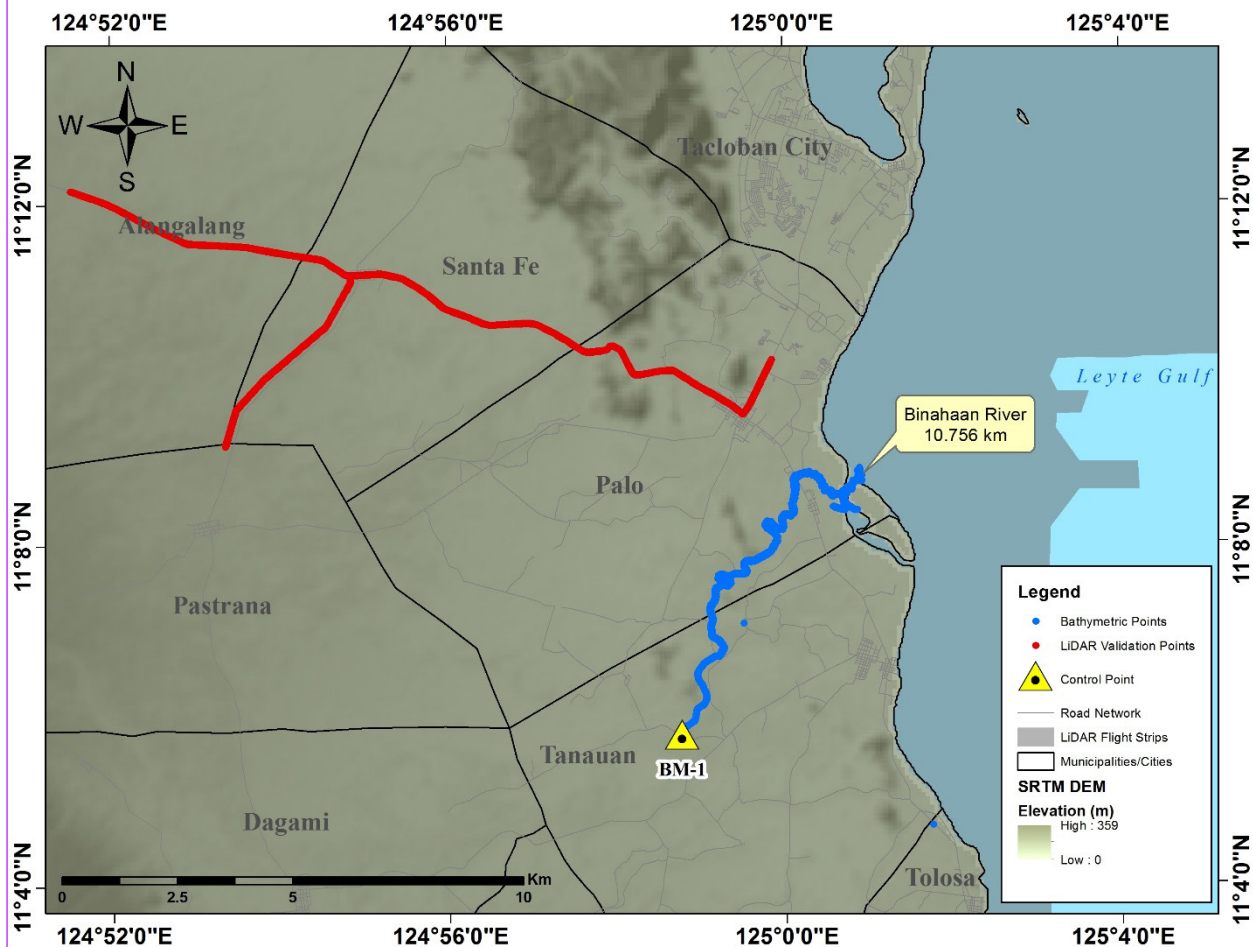 124°52'0"E
124°56'0"E
125°0'0"E
125°4'0"E
N
W E
S
Tacloban City
11°12'0"N
11°12'0"N
Alangalang
Santa Fe
Leyte Gulf
Binahaan River
10.756 km
Palo
11°8'0"N
11°8'0"N
Pastrana
Legend
Bathymetric Points
LiDAR Validation Points
Control Point
Road Network
LiDAR Flight Strips
Municipalities/Cities
SRTM DEM
Elevation (m)
High : 359
Low : 0
Tanauan
BM-1
Dagami
Tolosa
11°4'0"N
11°4'0"N
Km
0 2.5 5 10
124°52'0"E
124°56'0"E
125°0'0"E
125°4'0"E